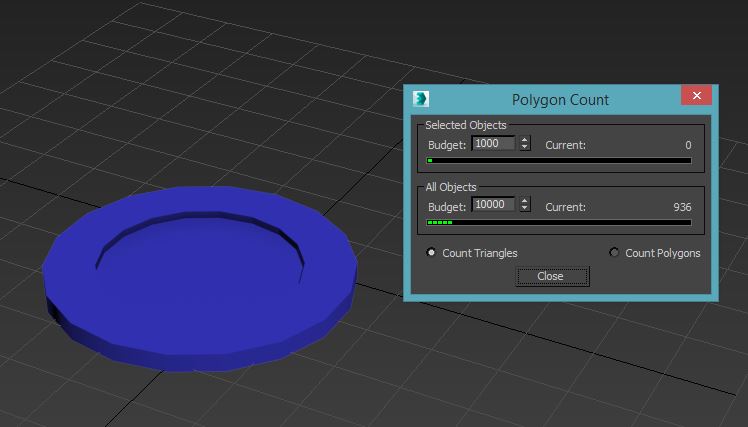 Polygon Count
Selected Objects
Budget: 1000 Current: 0
All Objects
Budget: 10000 Current: 936
Count Triangles Count Polygons
Close